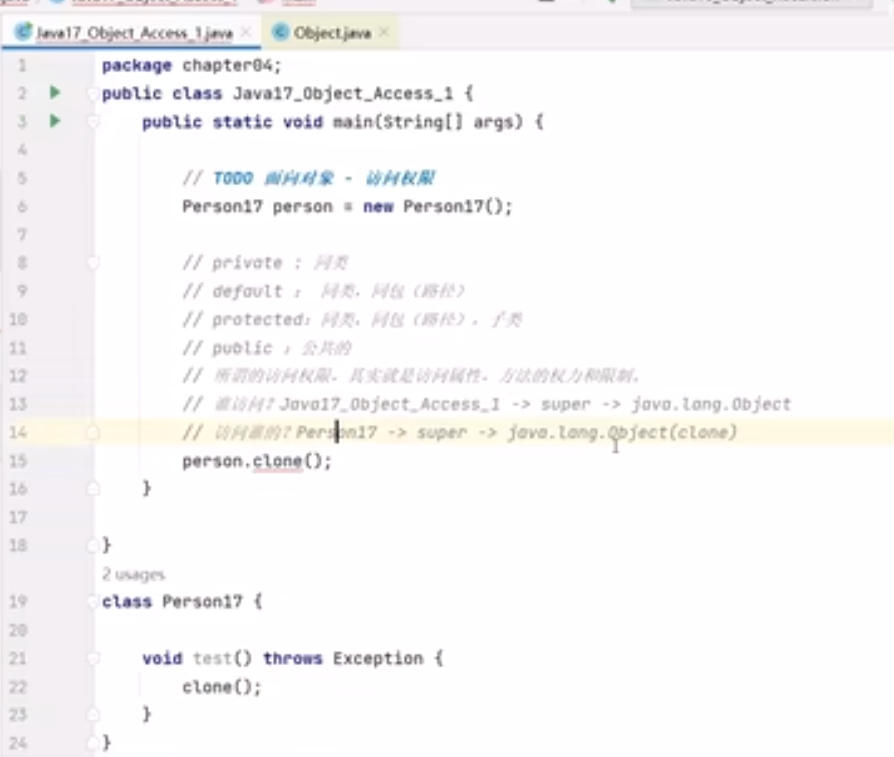 Java17_Object_Access_1.java
Object.java
1 package chapter04;
2 public class Java17_Object_Access_1 {
3 public static void main(String[] args) {
4
5 // TODO 面向对象 - 访问权限
6 Person17 person = new Person17();
7
8 // private : 同类
9 // default : 同类，同包（路径）
10 // protected：同类，同包（路径），子类
11 // public : 公共的
12 // 所谓的访问权限，其实就是访问属性，方法的权力和限制。
13 // 谁访问？Java17_Object_Access_1 -> super -> java.lang.Object
14 // 访问谁的？Person17 -> super -> java.lang.Object(clone)
15 person.clone();
16 }
17
18 }
2 usages
19 class Person17 {
20
21 void test() throws Exception {
22 clone();
23 }
24 }